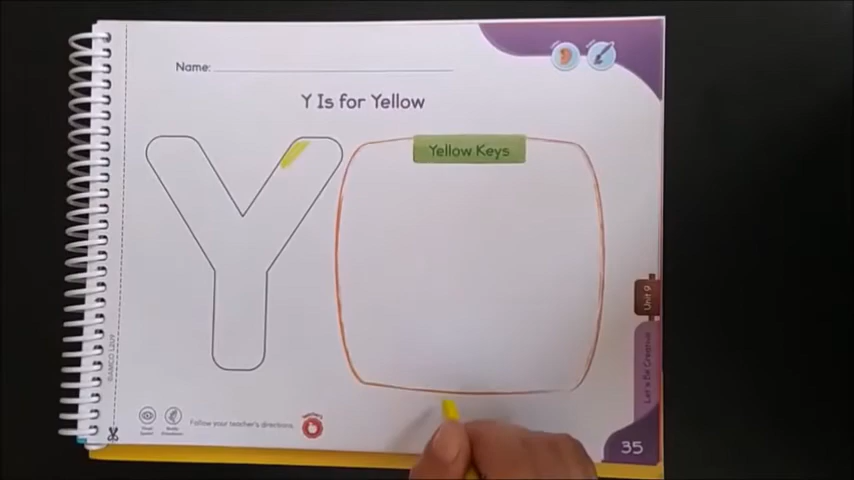 Name:
Y Is for Yellow
Y
Yellow Keys
Unit 9
Let's Be Creative
Follow your teacher's directions.
35